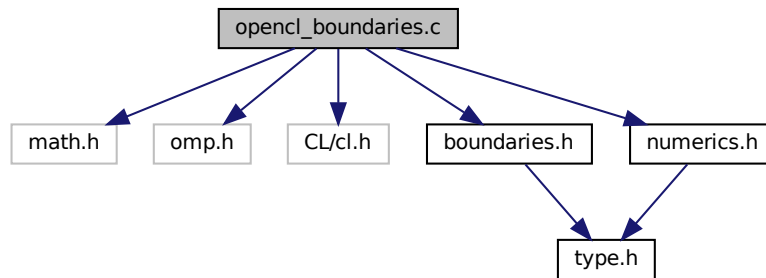 opencl_boundaries.c
math.h
omp.h
CL/cl.h
boundaries.h
numerics.h
type.h